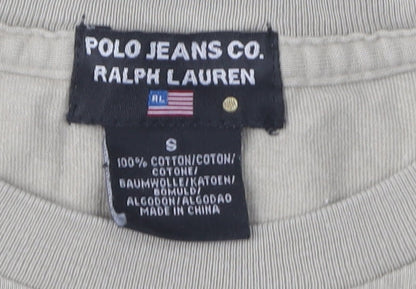 POLO JEANS CO.
RALPH LAUREN
RL
S
100% COTTON/COTON/
COTONE/
BAUMWOLLE/KATOEN/
BOMULD/
ALGODON/ALGODAO
MADE IN CHINA